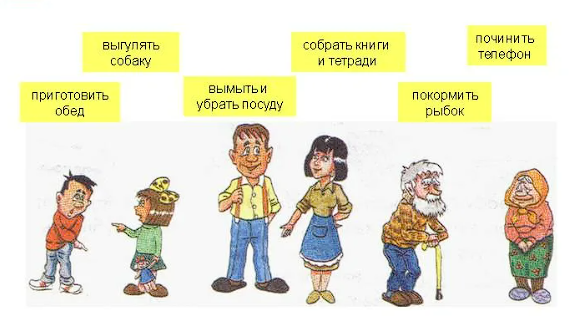 выгулять
собаку
собрать книги
и тетради
починить
телефон
приготовить
обед
вымыть и
убрать посуду
покормить
рыбок